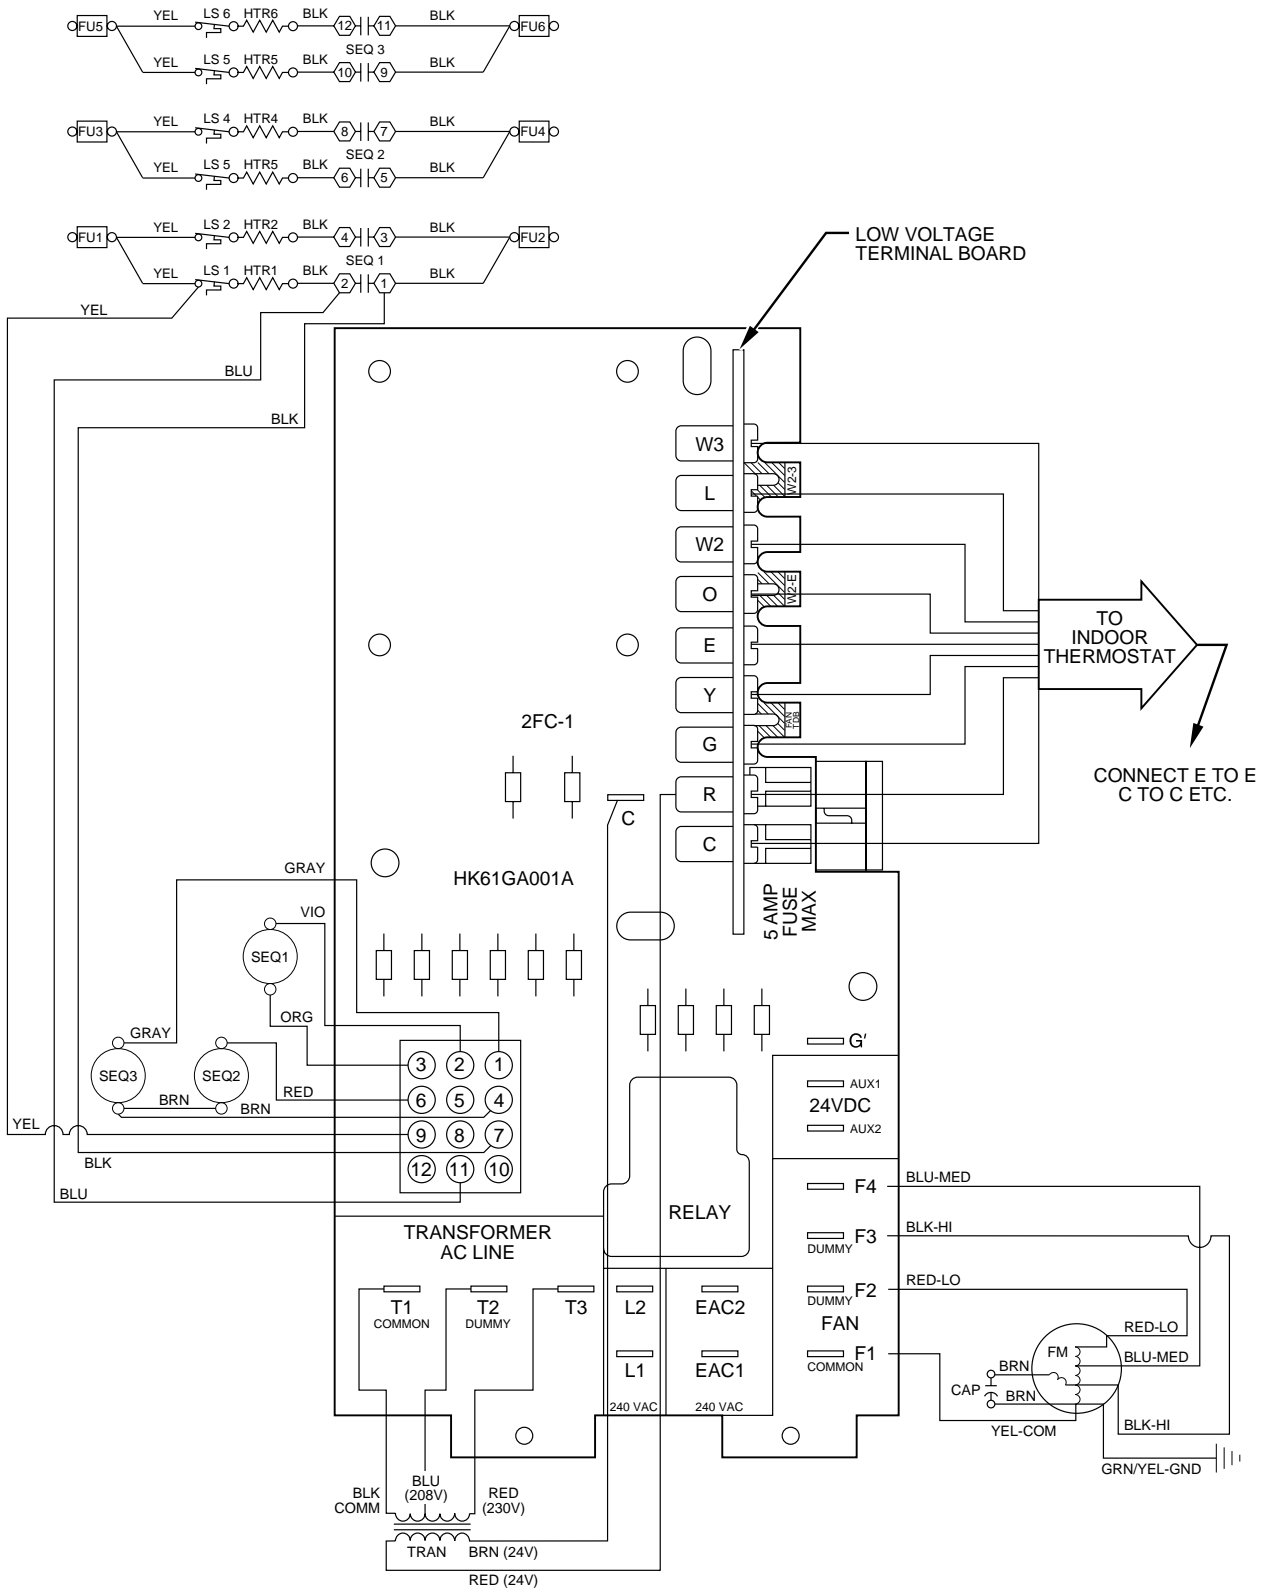 YEL LS 6 HTR6 BLK 12 11 BLK
FU5 FU6
SEQ 3
YEL LS 5 HTR5 BLK 10 9 BLK
YEL LS 4 HTR4 BLK 8 7 BLK
FU3 FU4
SEQ 2
YEL LS 5 HTR5 BLK 6 5 BLK
YEL LS 2 HTR2 BLK 4 3 BLK
FU1 FU2
SEQ 1
YEL LS 1 HTR1 BLK 2 1 BLK
YEL
BLU
BLK
LOW VOLTAGE
TERMINAL BOARD
W3
W2-3
L
W2
W2-E
O
E
Y
FAN
TDB
G
R
C
TO
INDOOR
THERMOSTAT
CONNECT E TO E
C TO C ETC.
2FC-1
C
HK61GA001A
5 AMP
FUSE
MAX
GRAY
VIO
SEQ1
ORG
GRAY
SEQ3 SEQ2
RED
BRN BRN
YEL
BLK
BLU
3 2 1
6 5 4
9 8 7
12 11 10
G'
AUX1
24VDC
AUX2
RELAY
F4 BLU-MED
F3 BLK-HI
DUMMY
F2 RED-LO
DUMMY
FAN
F1
COMMON
TRANSFORMER
AC LINE
T1
COMMON
T2
DUMMY
T3
L2 EAC2
L1 EAC1
240 VAC 240 VAC
RED-LO
FM
BLU-MED
BRN
CAP
BRN
YEL-COM
BLK-HI
GRN/YEL-GND
BLK
COMM
BLU
(208V)
RED
(230V)
TRAN BRN (24V)
RED (24V)